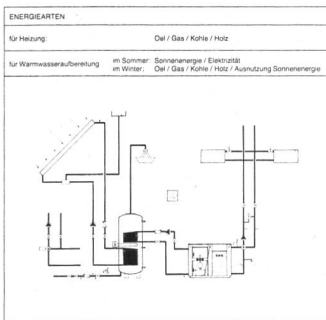 ENERGIEARTEN
für Heizung: Oel / Gas / Kohle / Holz
für Warmwasseraufbereitung im Sommer: Sonnenenergie / Elektrizität
im Winter: Oel / Gas / Kohle / Holz / Ausnutzung Sonnenenergie